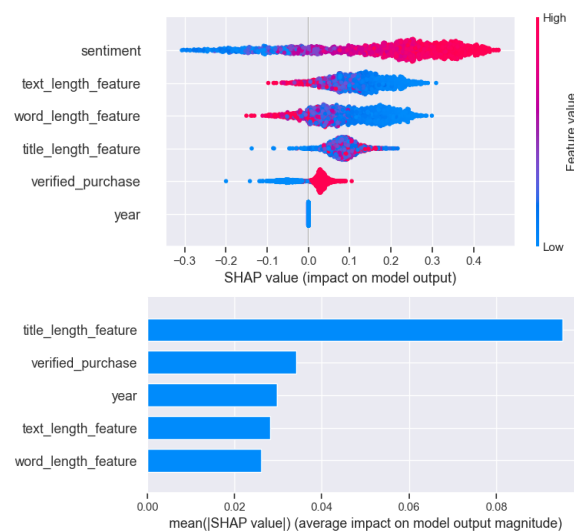 High
sentiment
text_length_feature
word_length_feature
title_length_feature
verified_purchase
year
Feature value
Low
−0.3 −0.2 −0.1 0.0 0.1 0.2 0.3 0.4
SHAP value (impact on model output)
title_length_feature
verified_purchase
year
text_length_feature
word_length_feature
0.00 0.02 0.04 0.06 0.08
mean(|SHAP value|) (average impact on model output magnitude)